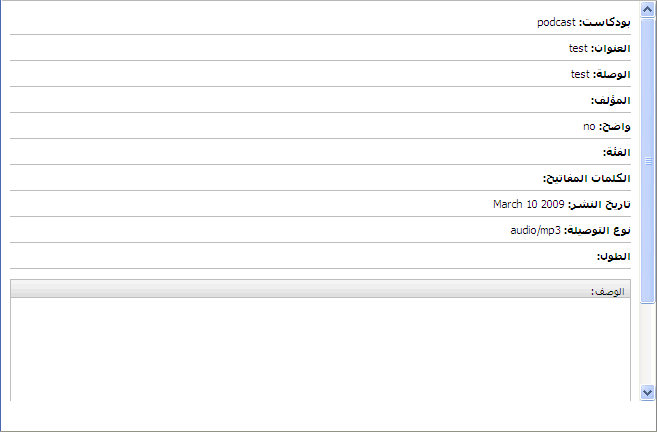 بودكاست: podcast
العنوان: test
الوصلة: test
المؤلف:
واضح: no
الفئة:
الكلمات المفاتيح:
تاريخ النشر: March 10 2009
نوع التوصيلة: audio/mp3
الطول:
الوصف: